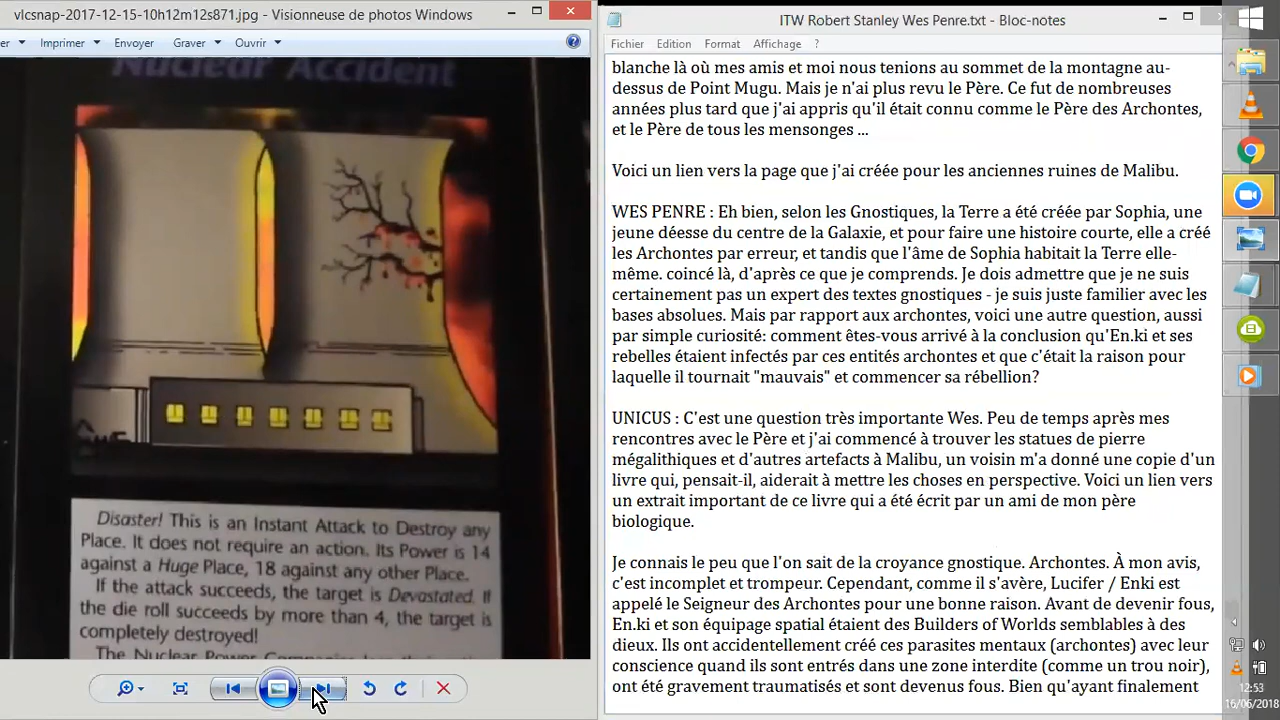 vlcsnap-2017-12-15-10h12m12s871.jpg - Visionneuse de photos Windows
Imprimer Envoyer Graver Ouvrir
Disaster! This is an Instant Attack to Destroy any
Place. It does not require an action. Its Power is 14
against a Huge Place, 18 against any other Place.
If the attack succeeds, the target is Devastated. If
the die roll succeeds by more than 4, the target is
completely destroyed!
The Nuclear Power Companies
ITW Robert Stanley Wes Penre.txt - Bloc-notes
Fichier Edition Format Affichage ?
blanche là où mes amis et moi nous tenions au sommet de la montagne au-
dessus de Point Mugu. Mais je n'ai plus revu le Père. Ce fut de nombreuses
années plus tard que j'ai appris qu'il était connu comme le Père des Archontes,
et le Père de tous les mensonges ...
Voici un lien vers la page que j'ai créée pour les anciennes ruines de Malibu.
WES PENRE : Eh bien, selon les Gnostiques, la Terre a été créée par Sophia, une
jeune déesse du centre de la Galaxie, et pour faire une histoire courte, elle a créé
les Archontes par erreur, et tandis que l'âme de Sophia habitait la Terre elle-
même. coincé là, d'après ce que je comprends. Je dois admettre que je ne suis
certainement pas un expert des textes gnostiques - je suis juste familier avec les
bases absolues. Mais par rapport aux archontes, voici une autre question, aussi
par simple curiosité: comment êtes-vous arrivé à la conclusion qu'En.ki et ses
rebelles étaient infectés par ces entités archontes et que c'était la raison pour
laquelle il tournait "mauvais" et commencer sa rébellion?
UNICUS : C'est une question très importante Wes. Peu de temps après mes
rencontres avec le Père et j'ai commencé à trouver les statues de pierre
mégalithiques et d'autres artefacts à Malibu, un voisin m'a donné une copie d'un
livre qui, pensait-il, aiderait à mettre les choses en perspective. Voici un lien vers
un extrait important de ce livre qui a été écrit par un ami de mon père
biologique.
Je connais le peu que l'on sait de la croyance gnostique. Archontes. À mon avis,
c'est incomplet et trompeur. Cependant, comme il s'avère, Lucifer / Enki est
appelé le Seigneur des Archontes pour une bonne raison. Avant de devenir fous,
En.ki et son équipage spatial étaient des Builders of Worlds semblables à des
dieux. Ils ont accidentellement créé ces parasites mentaux (archontes) avec leur
conscience quand ils sont entrés dans une zone interdite (comme un trou noir),
ont été gravement traumatisés et sont devenus fous. Bien qu'ayant finalement
12:53
16/06/2018